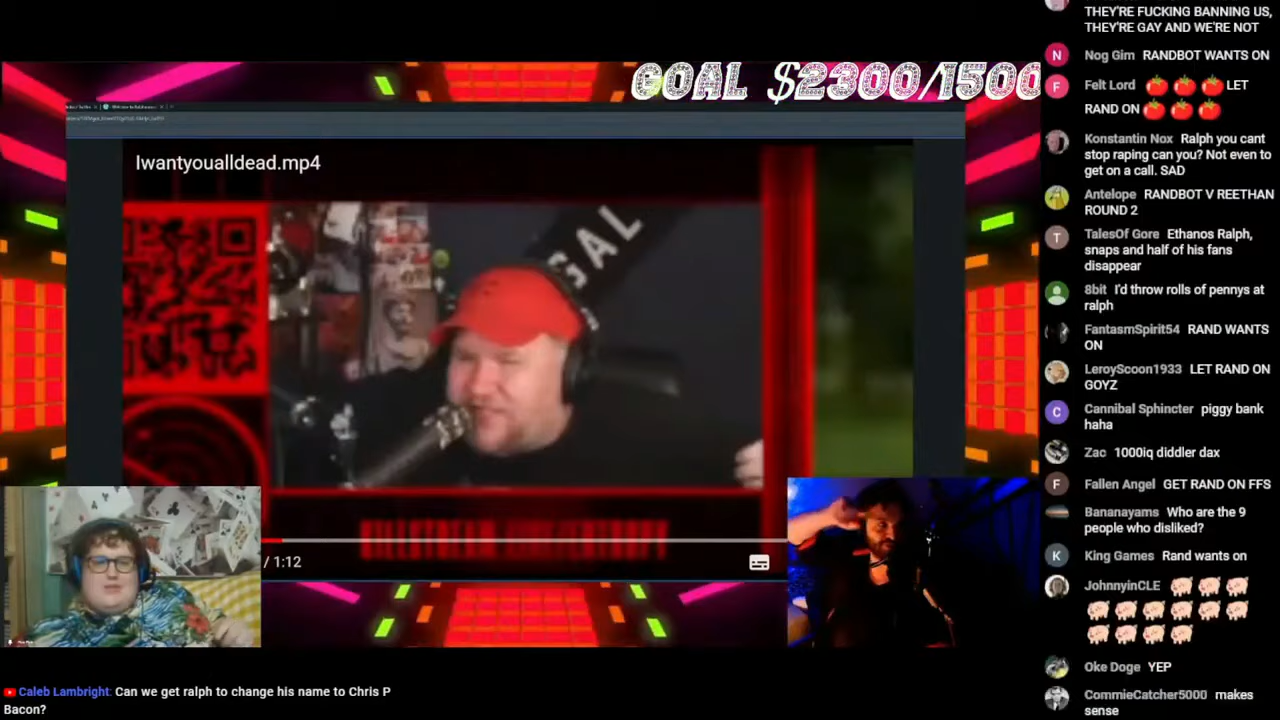 GOAL $2300/1500
Iwantyoualldead.mp4
GAL
/ 1:12
Caleb Lambright: Can we get ralph to change his name to Chris P
Bacon?
THEY'RE FUCKING BANNING US,
THEY'RE GAY AND WE'RE NOT
N Nog Gim RANDBOT WANTS ON
F Felt Lord 🍅 🍅 🍅 LET
RAND ON 🍅 🍅 🍅
Konstantin Nox Ralph you cant
stop raping can you? Not even to
get on a call. SAD
Antelope RANDBOT V REETHAN
ROUND 2
T TalesOf Gore Ethanos Ralph,
snaps and half of his fans
disappear
8bit I'd throw rolls of pennys at
ralph
FantasmSpirit54 RAND WANTS
ON
LeroyScoon1933 LET RAND ON
GOYZ
C Cannibal Sphincter piggy bank
haha
Zac 1000iq diddler dax
F Fallen Angel GET RAND ON FFS
Bananayams Who are the 9
people who disliked?
K King Games Rand wants on
JohnnyinCLE 🐖 🐖 🐖
🐖 🐖 🐖 🐖 🐖 🐖
🐖 🐖 🐖 🐖
Oke Doge YEP
CommieCatcher5000 makes
sense